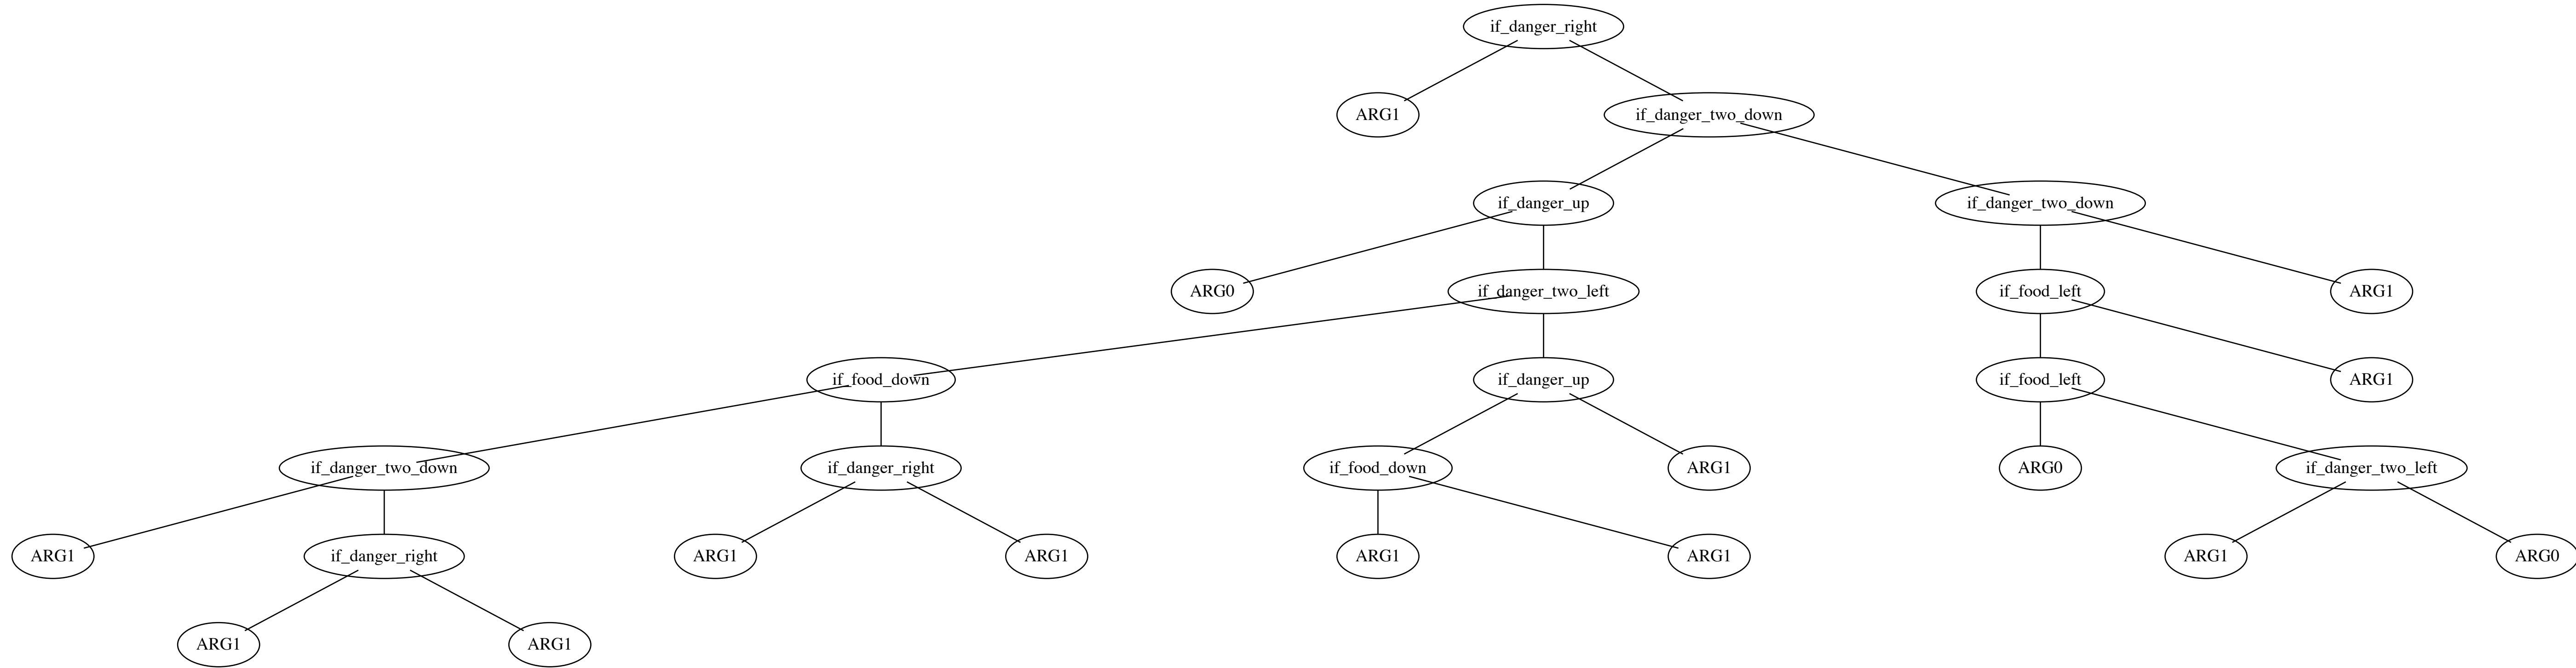 if_danger_right
ARG1
if_danger_two_down
if_danger_up
if_danger_two_down
ARG0
if_danger_two_left
if_food_left
ARG1
if_food_down
if_danger_up
if_food_left
ARG1
if_danger_two_down
if_danger_right
if_food_down
ARG1
ARG0
if_danger_two_left
ARG1
if_danger_right
ARG1
ARG1
ARG1
ARG1
ARG1
ARG0
ARG1
ARG1